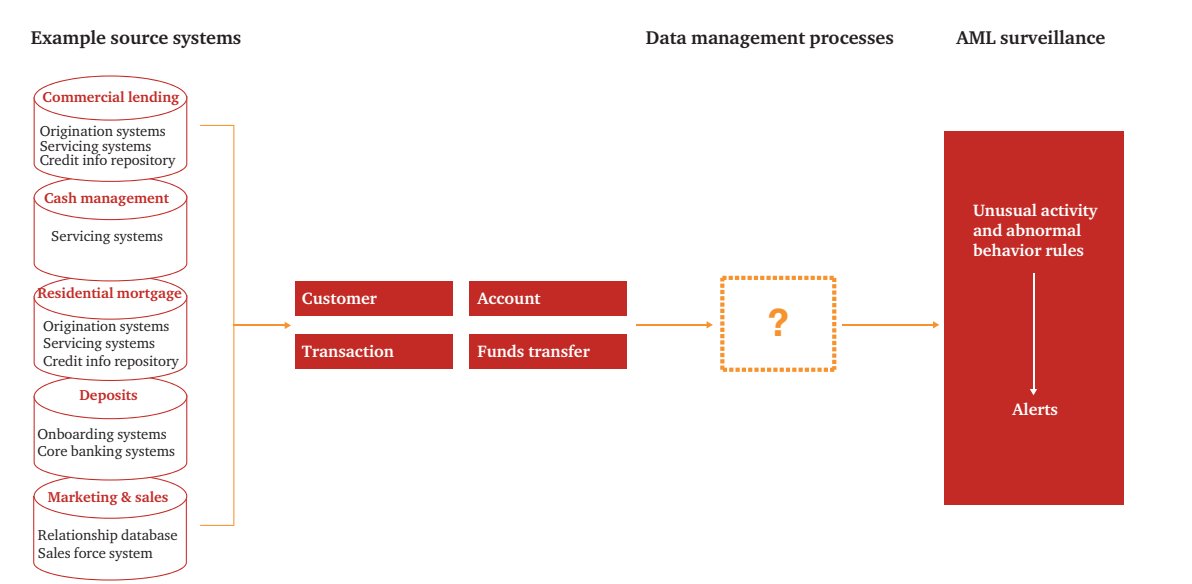 Example source systems
Data management processes
AML surveillance
Commercial lending
Origination systems
Servicing systems
Credit info repository
Cash management
Servicing systems
Residential mortgage
Origination systems
Servicing systems
Credit info repository
Deposits
Onboarding systems
Core banking systems
Marketing & sales
Relationship database
Sales force system
Customer
Account
Transaction
Funds transfer
?
Unusual activity
and abnormal
behavior rules
Alerts